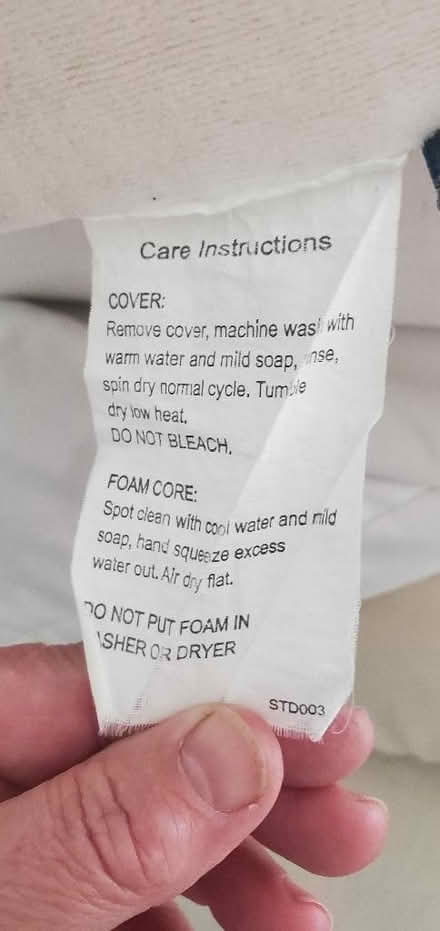 Care Instructions
COVER:
Remove cover, machine wash with
warm water and mild soap, rinse,
spin dry normal cycle. Tumble
dry low heat.
DO NOT BLEACH.
FOAM CORE:
Spot clean with cool water and mild
soap, hand squeeze excess
water out. Air dry flat.
DO NOT PUT FOAM IN
ASHER OR DRYER
STD003